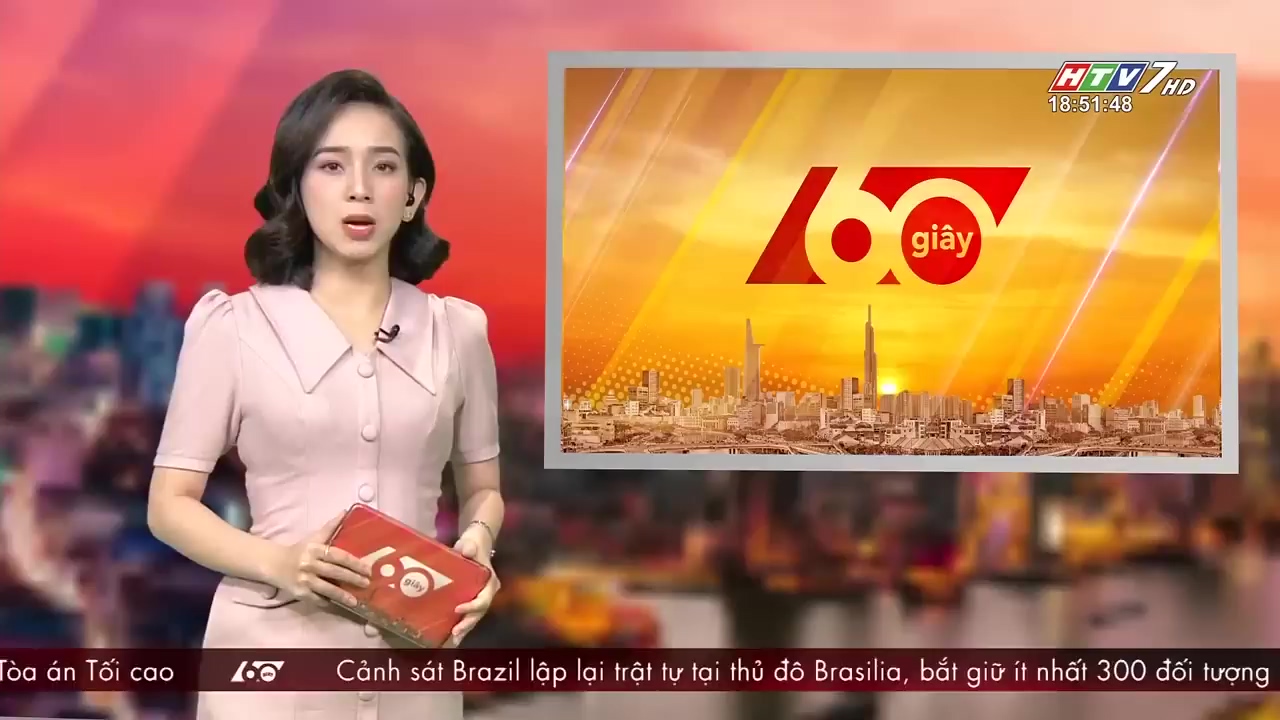 HTV7 HD
18:51:48
60 giây
60 giây
Tòa án Tối cao 60 giây Cảnh sát Brazil lập lại trật tự tại thủ đô Brasilia, bắt giữ ít nhất 300 đối tượng